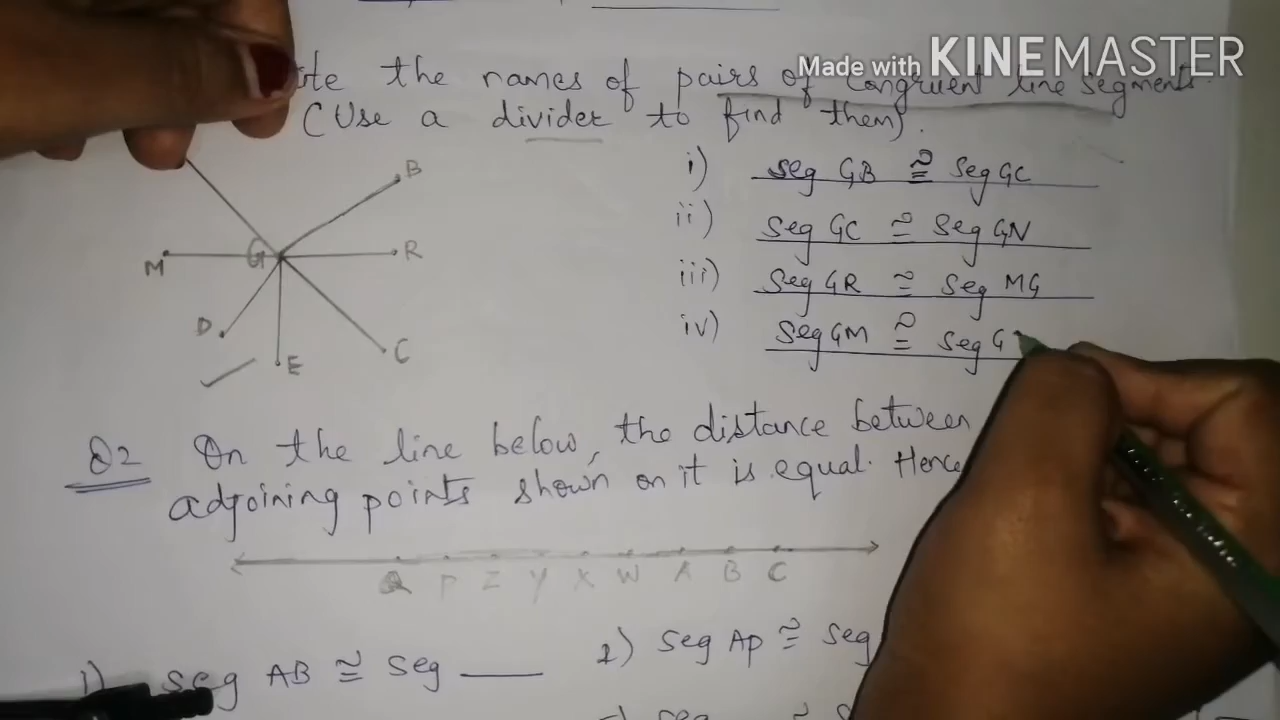 Made with KINEMASTER
the names of pairs of congruent line segments.
(Use a divider to find them).
B
M G R
D
E
C
i) seg GB ≅ seg GC
ii) seg GC ≅ seg GN
iii) seg GR ≅ seg MG
iv) seg GM ≅ seg G
Q2 On the line below, the distance between
adjoining points shown on it is equal. Hence
Q P Z Y X W A B C
1) seg AB ≅ seg ___
2) seg AP ≅ seg
seg ≅